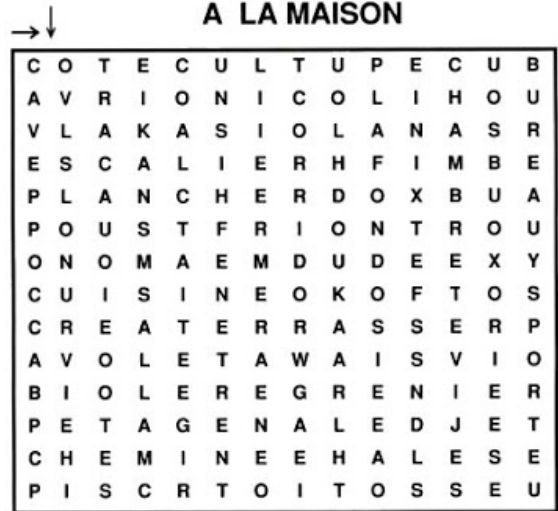 A LA MAISON
C O T E C U L T U P E C U B
A V R I O N I C O L I H O U
V L A K A S I O L A N A S R
E S C A L I E R H F I M B E
P L A N C H E R D O X B U A
P O U S T F R I O N T R O U
O N O M A E M D U D E E X Y
C U I S I N E O K O F T O S
C R E A T E R R A S S E R P
A V O L E T A W A I S V I O
B I O L E R E G R E N I E R
P E T A G E N A L E D J E T
C H E M I N E E H A L E S E
P I S C R T O I T O S S E U